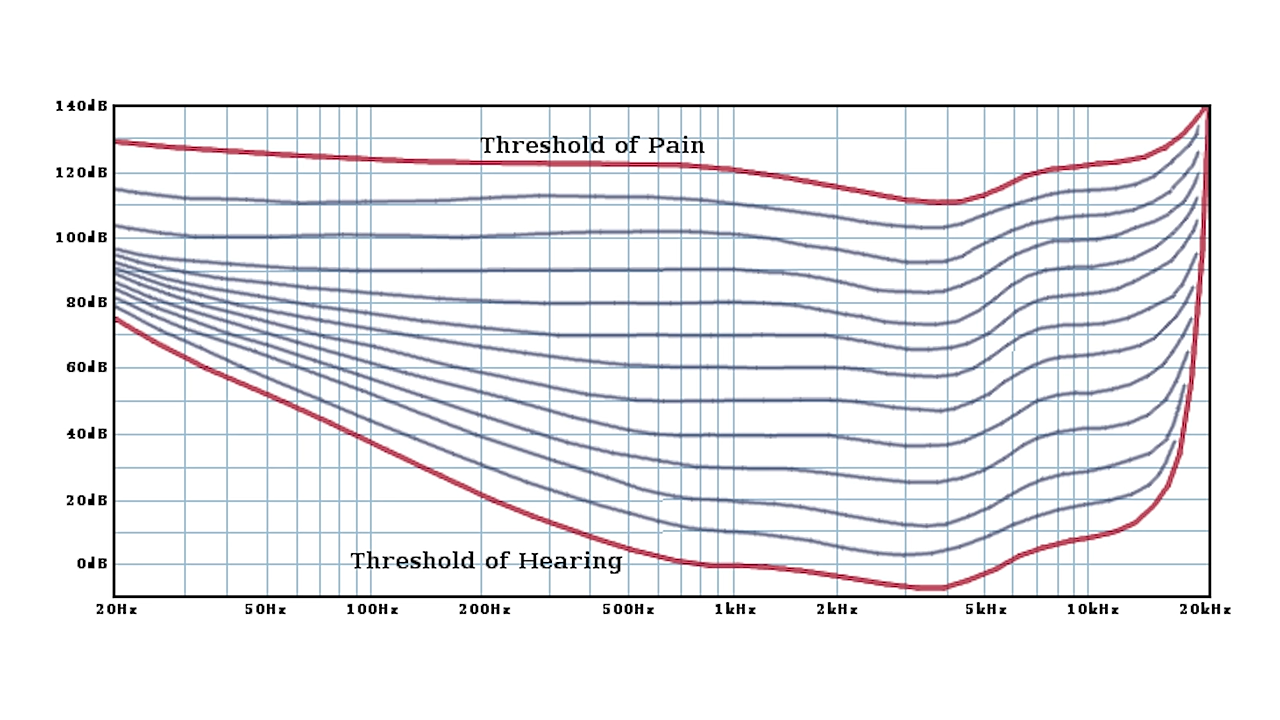 140dB
Threshold of Pain
120dB
100dB
80dB
60dB
40dB
20dB
Threshold of Hearing
0dB
20Hz 50Hz 100Hz 200Hz 500Hz 1kHz 2kHz 5kHz 10kHz 20kHz